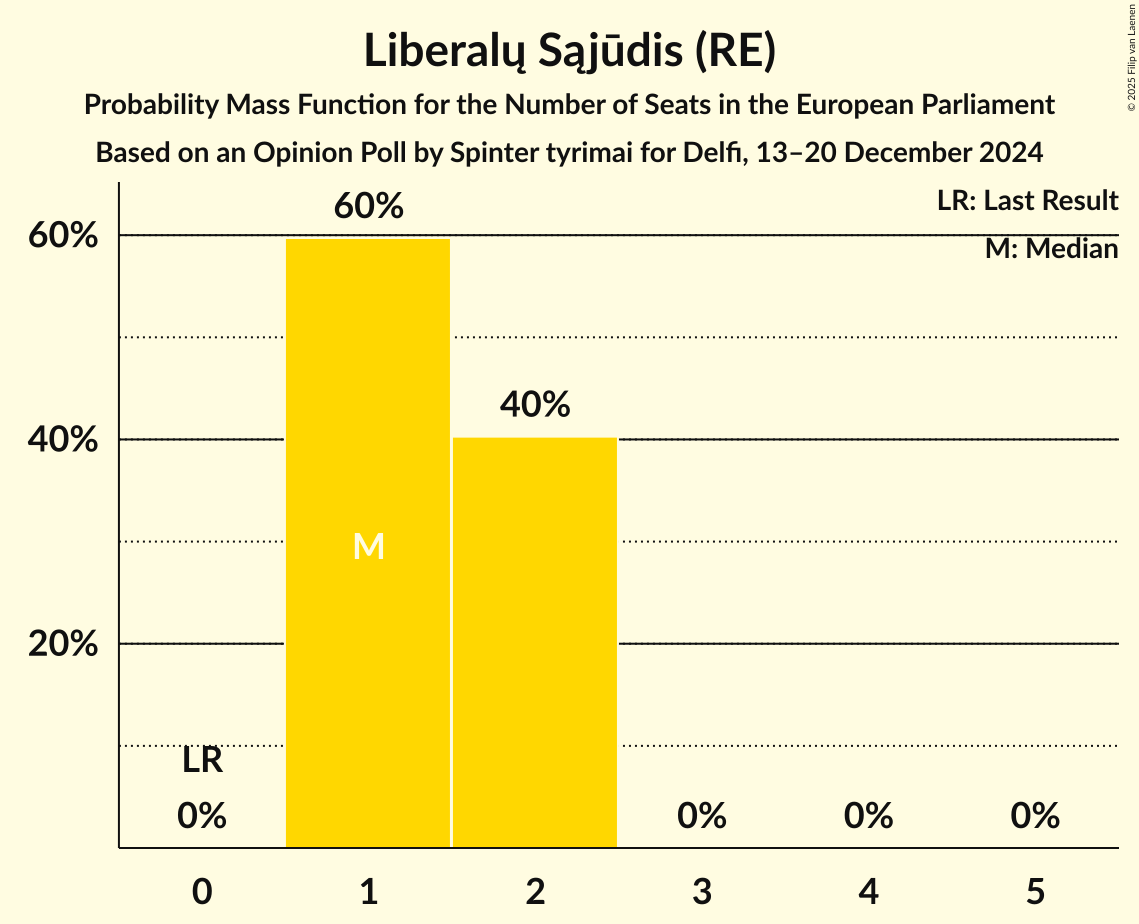 Liberalų Sąjūdis (RE)
Probability Mass Function for the Number of Seats in the European Parliament
Based on an Opinion Poll by Spinter tyrimai for Delfi, 13–20 December 2024
© 2025 Filip van Laenen
LR: Last Result
M: Median
60%
40%
20%
60%
40%
M
LR
0%
0%
0%
0%
0
1
2
3
4
5